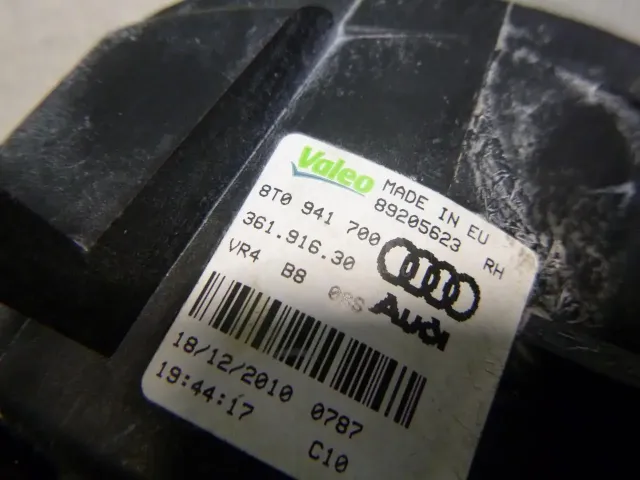 Valeo MADE IN EU
89205623
8T0 941 700 RH
361.916.30
VR4 B8
Audi
18/12/2010 0787
19:44:17 C10